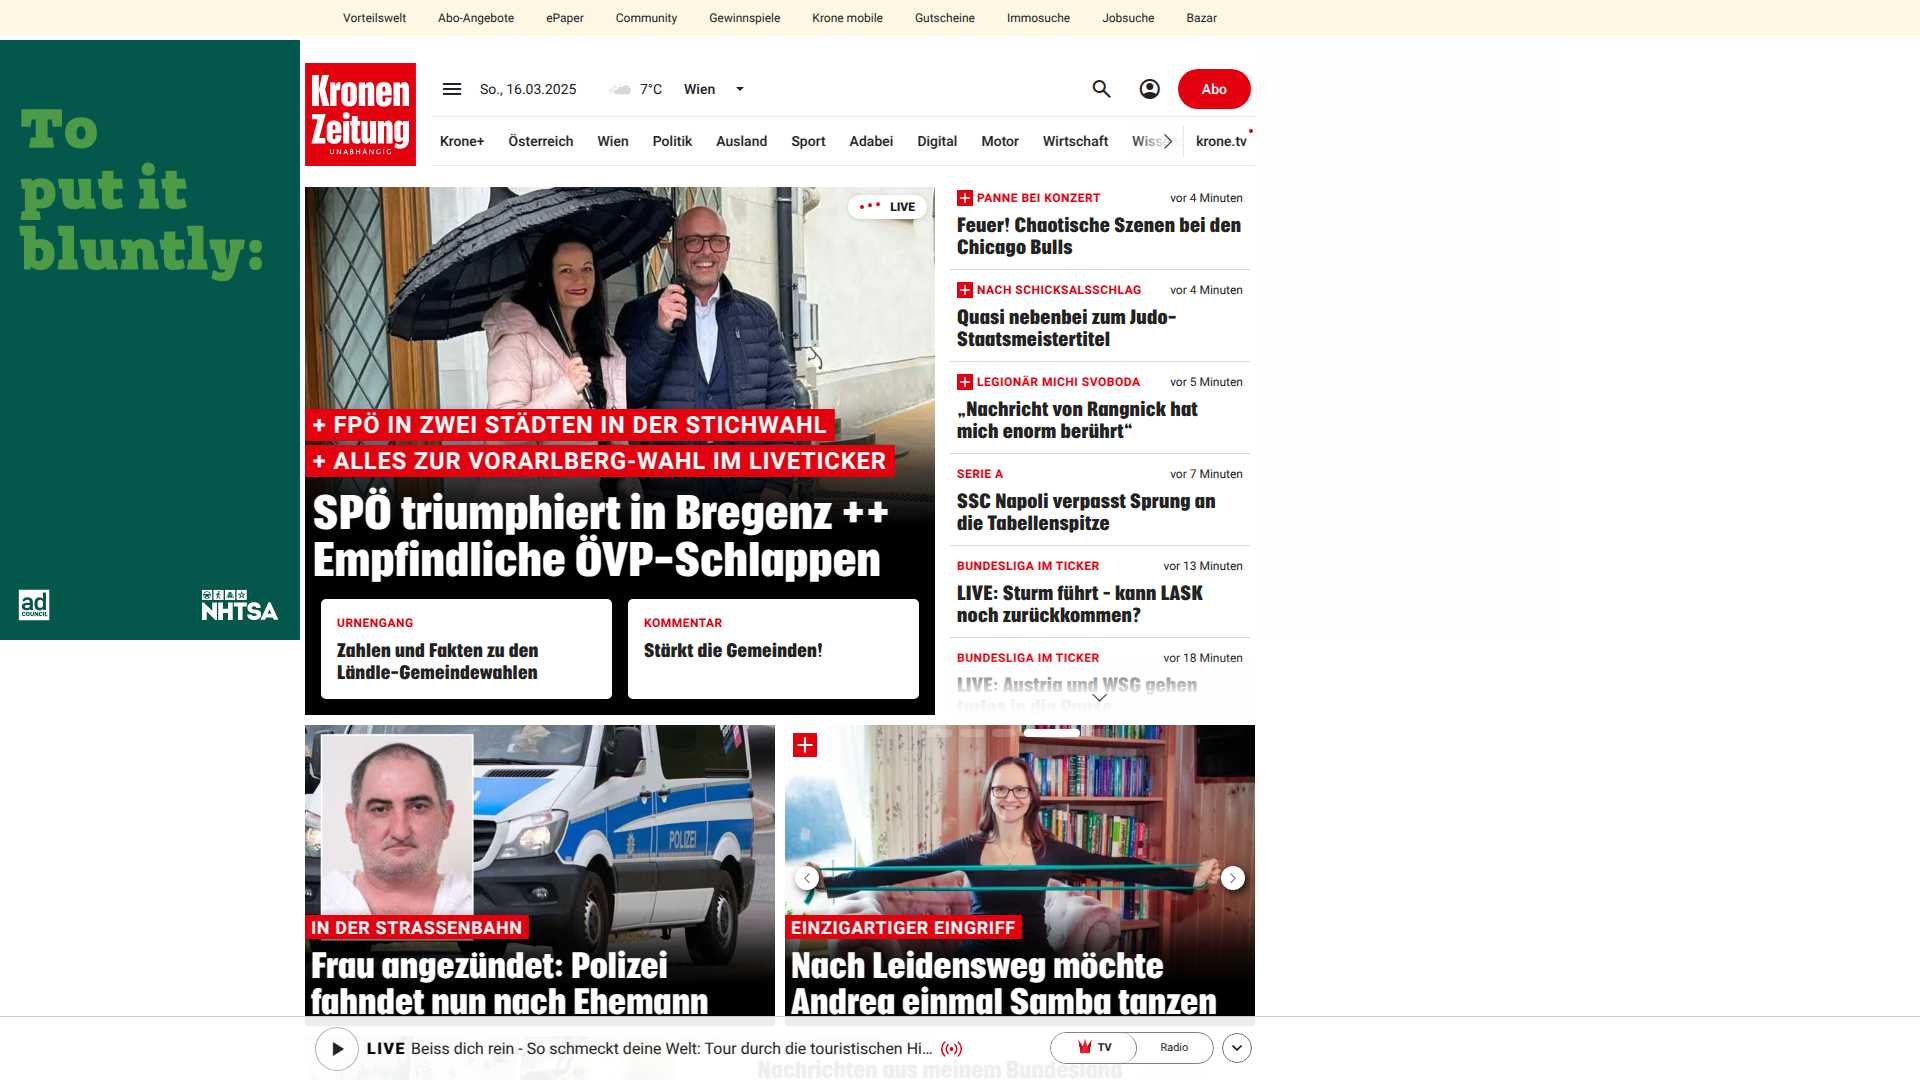 Vorteilswelt Abo-Angebote ePaper Community Gewinnspiele Krone mobile Gutscheine Immosuche Jobsuche Bazar
To
put it
bluntly:
ad
COUNCIL
NHTSA
Kronen
Zeitung
UNABHÄNGIG
So., 16.03.2025 7°C Wien
Abo
Krone+ Österreich Wien Politik Ausland Sport Adabei Digital Motor Wirtschaft krone.tv
LIVE
+ FPÖ IN ZWEI STÄDTEN IN DER STICHWAHL
+ ALLES ZUR VORARLBERG-WAHL IM LIVETICKER
SPÖ triumphiert in Bregenz ++
Empfindliche ÖVP-Schlappen
URNENGANG
Zahlen und Fakten zu den
Ländle-Gemeindewahlen
KOMMENTAR
Stärkt die Gemeinden!
PANNE BEI KONZERT vor 4 Minuten
Feuer! Chaotische Szenen bei den
Chicago Bulls
NACH SCHICKSALSSCHLAG vor 4 Minuten
Quasi nebenbei zum Judo-
Staatsmeistertitel
LEGIONÄR MICHI SVOBODA vor 5 Minuten
„Nachricht von Rangnick hat
mich enorm berührt“
SERIE A vor 7 Minuten
SSC Napoli verpasst Sprung an
die Tabellenspitze
BUNDESLIGA IM TICKER vor 13 Minuten
LIVE: Sturm führt - kann LASK
noch zurückkommen?
BUNDESLIGA IM TICKER vor 18 Minuten
LIVE: Austria und WSG gehen
torlos in die Pause
POLIZEI
IN DER STRASSENBAHN
Frau angezündet: Polizei
fahndet nun nach Ehemann
EINZIGARTIGER EINGRIFF
Nach Leidensweg möchte
Andrea einmal Samba tanzen
LIVE Beiss dich rein - So schmeckt deine Welt: Tour durch die touristischen Hi...
TV Radio
Nachrichten aus meinem Bundesland